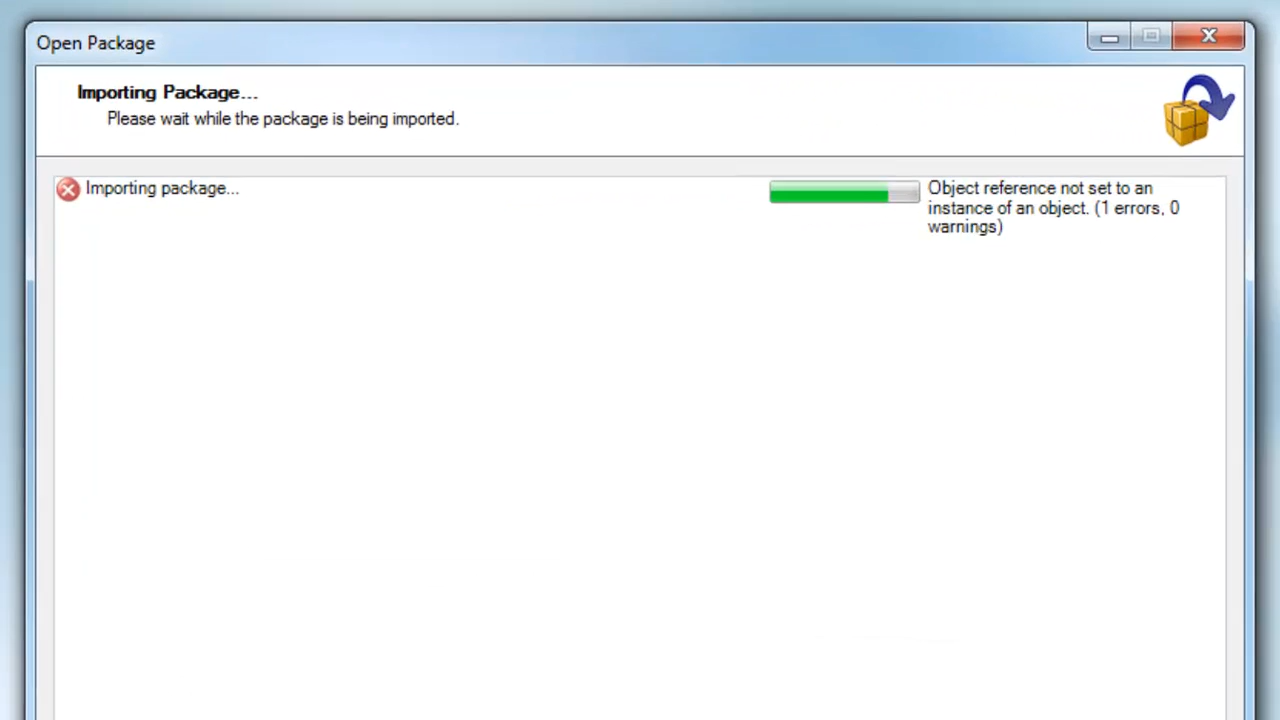 Open Package
Importing Package...
Please wait while the package is being imported.
Importing package...
Object reference not set to an
instance of an object. (1 errors, 0
warnings)